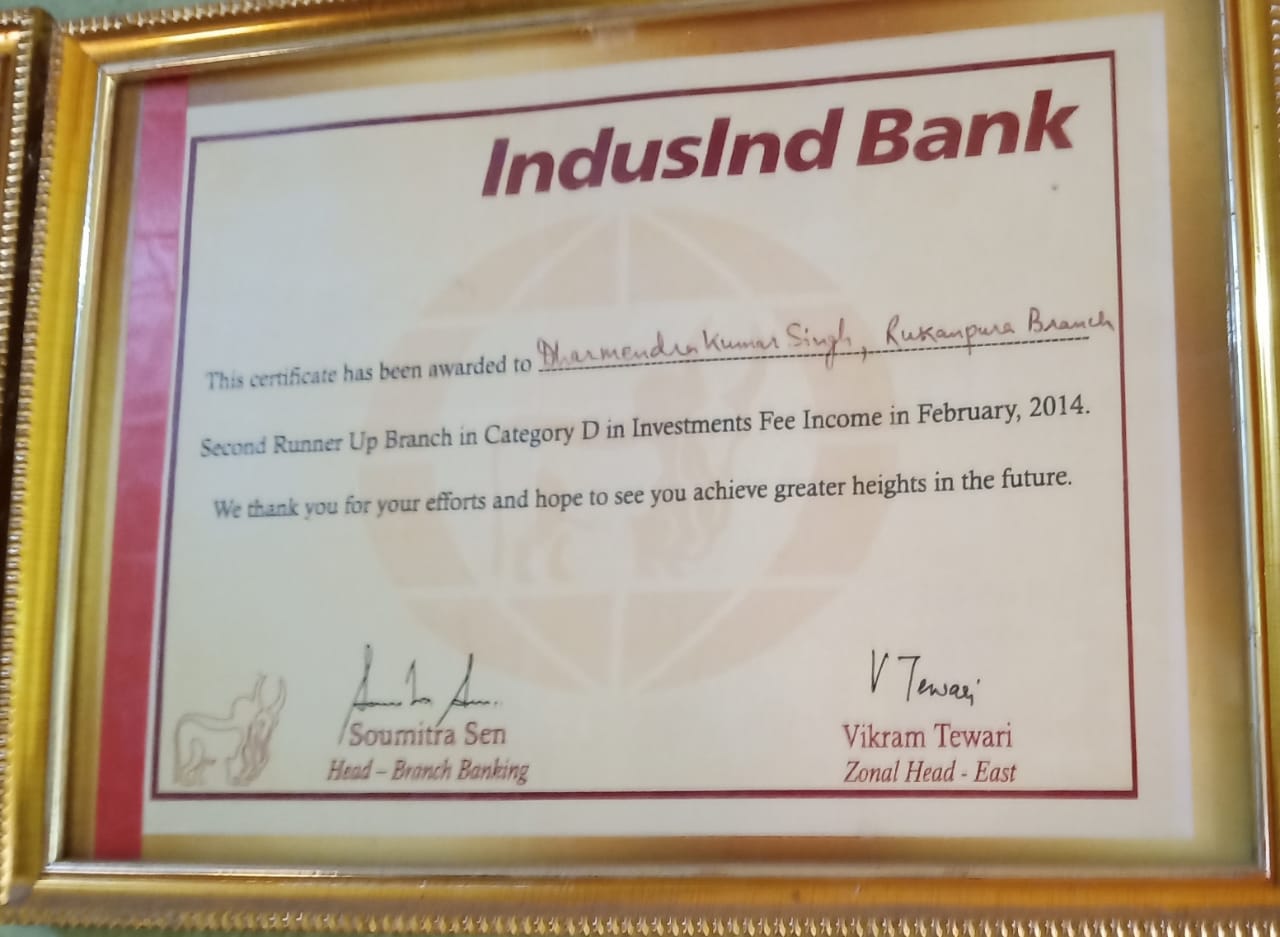 IndusInd Bank
This certificate has been awarded to Dharmendra Kumar Singh, Rukanpura Branch
Second Runner Up Branch in Category D in Investments Fee Income in February, 2014.
We thank you for your efforts and hope to see you achieve greater heights in the future.
V Tewari
Soumitra Sen
Vikram Tewari
Head – Branch Banking
Zonal Head - East